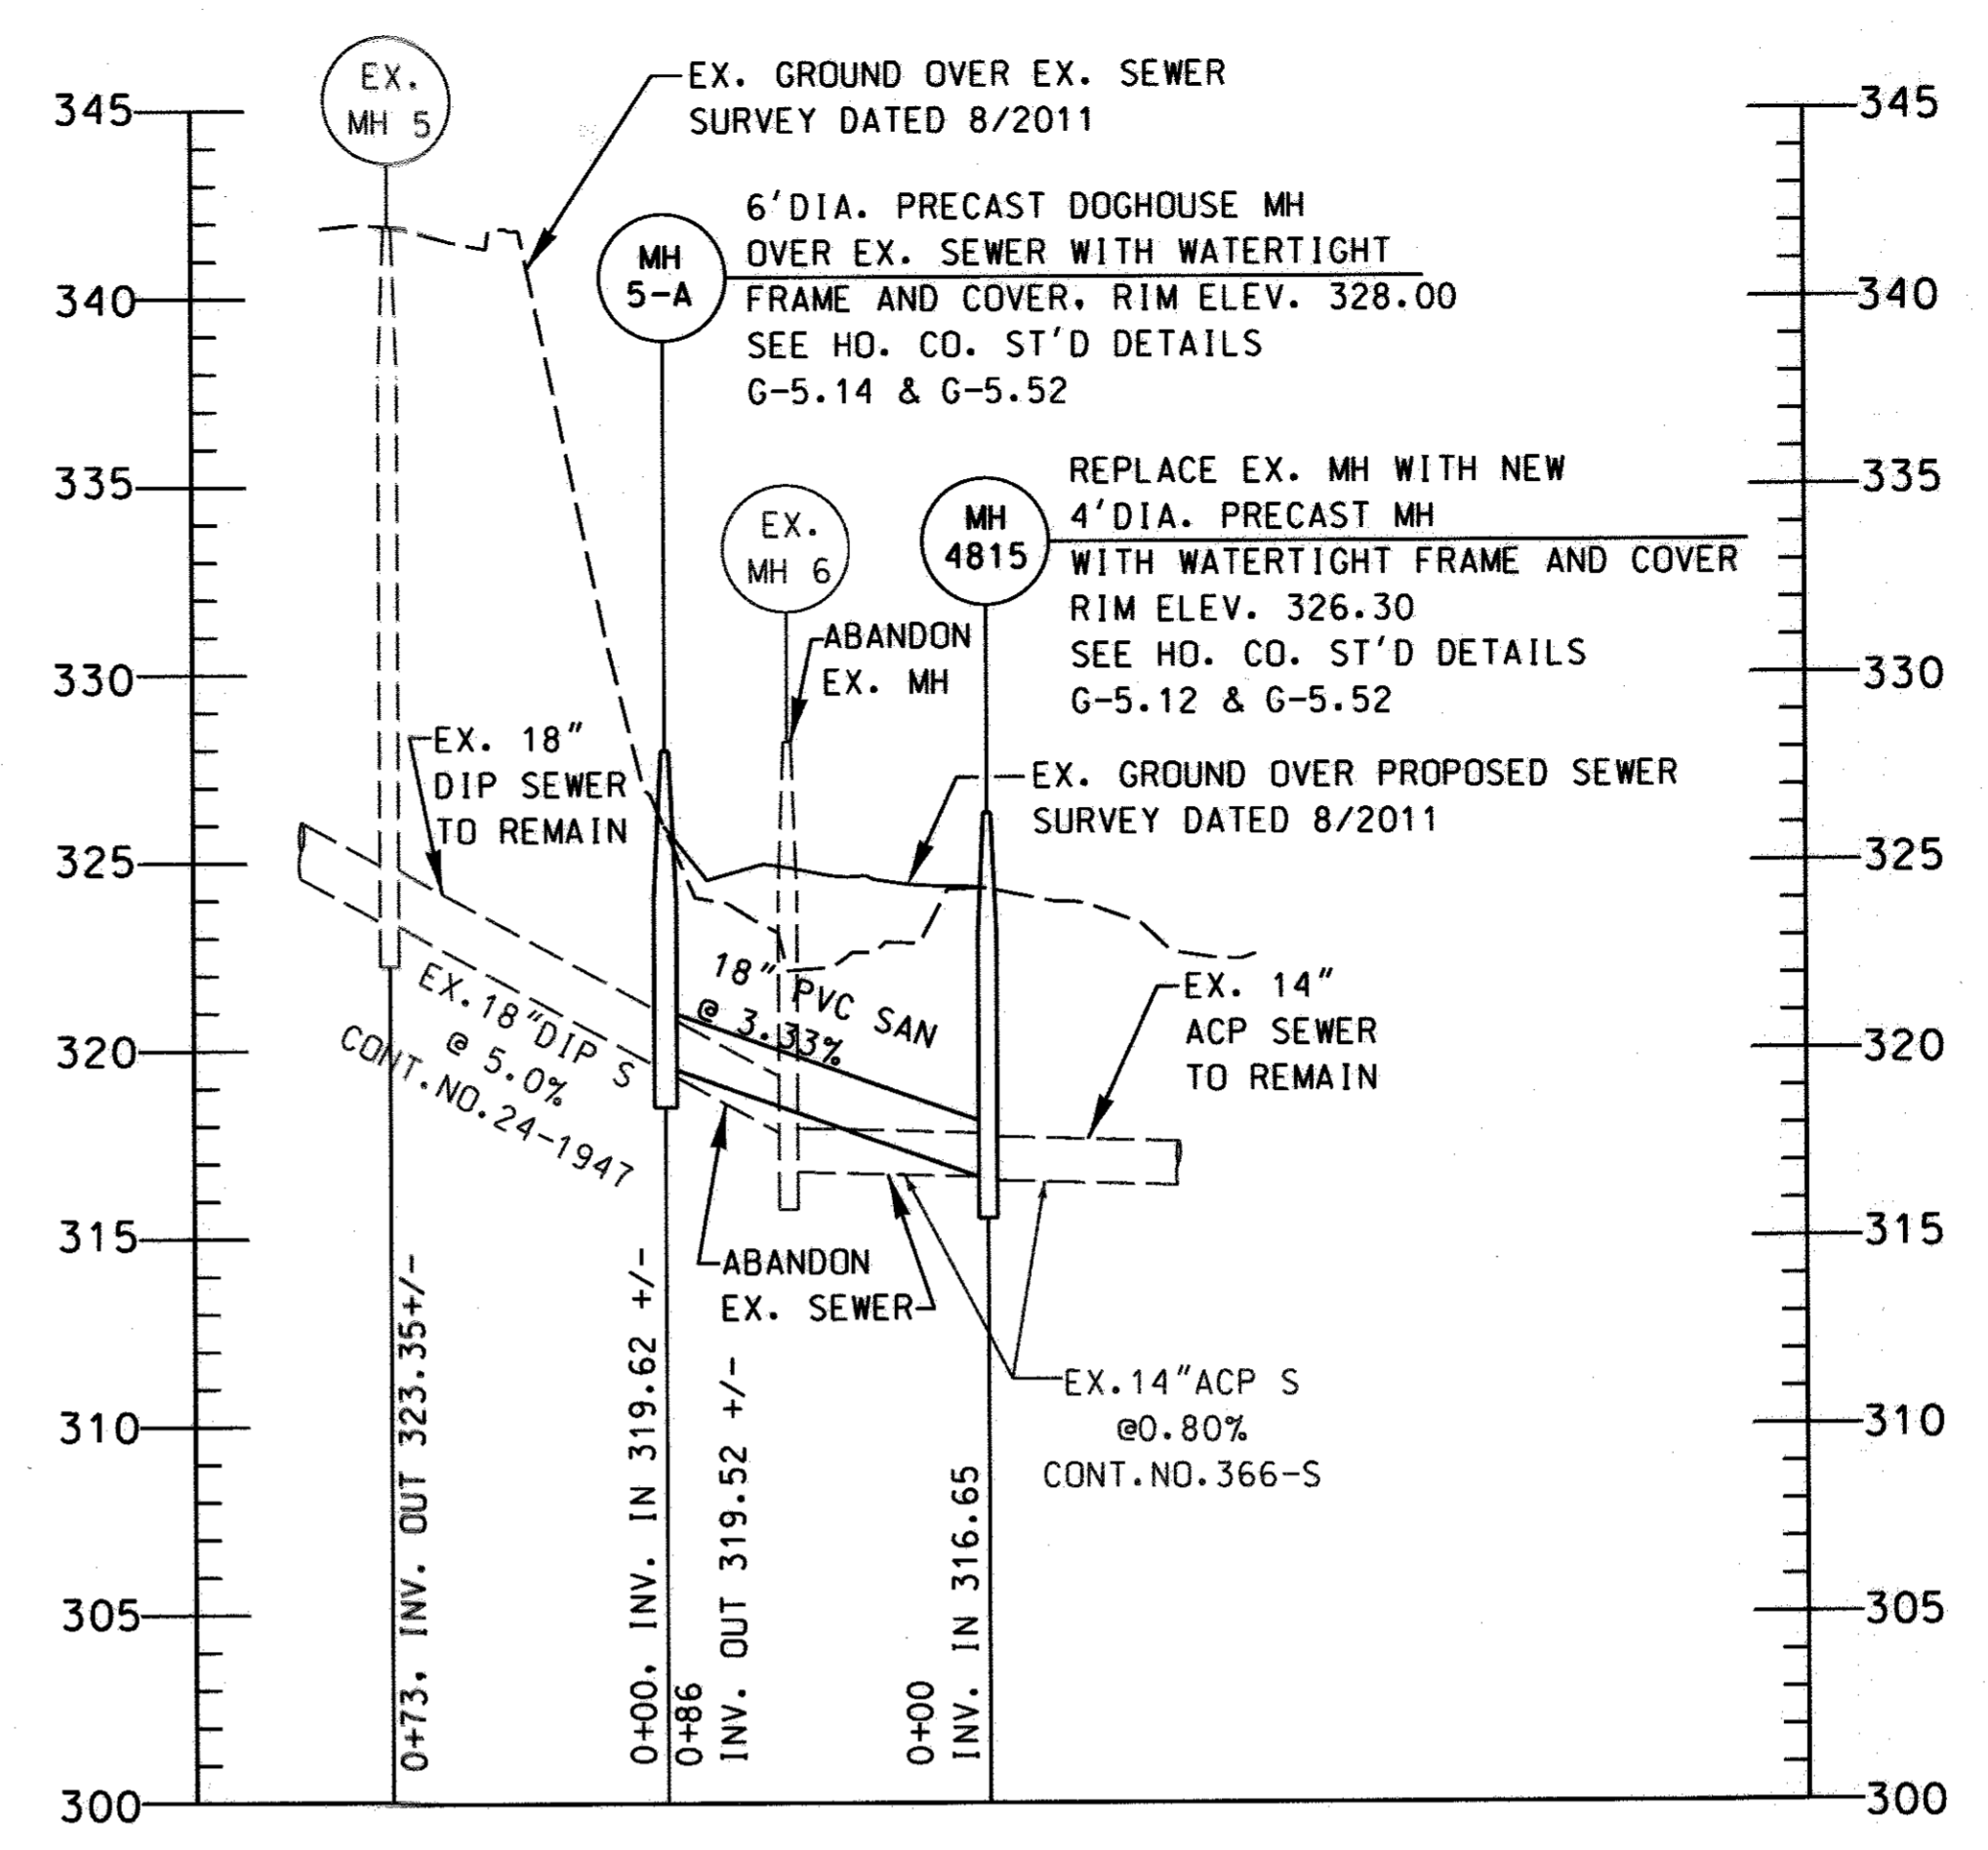 EX.
MH 5
EX. GROUND OVER EX. SEWER
SURVEY DATED 8/2011
345
345
MH
5-A
6'DIA. PRECAST DOGHOUSE MH
OVER EX. SEWER WITH WATERTIGHT
FRAME AND COVER, RIM ELEV. 328.00
SEE HO. CO. ST'D DETAILS
G-5.14 & G-5.52
340
340
335
335
EX.
MH 6
MH
4815
REPLACE EX. MH WITH NEW
4'DIA. PRECAST MH
WITH WATERTIGHT FRAME AND COVER
RIM ELEV. 326.30
SEE HO. CO. ST'D DETAILS
G-5.12 & G-5.52
ABANDON
EX. MH
330
330
EX. 18"
DIP SEWER
TO REMAIN
EX. GROUND OVER PROPOSED SEWER
SURVEY DATED 8/2011
325
325
18" PVC SAN
@ 3.33%
EX.18"DIP S
@ 5.0%
CONT.NO.24-1947
EX. 14"
ACP SEWER
TO REMAIN
320
320
315
315
ABANDON
EX. SEWER
EX.14"ACP S
@0.80%
CONT.NO.366-S
310
310
305
305
300
300
0+73, INV. OUT 323.35+/-
0+00, INV. IN 319.62 +/-
0+86
INV. OUT 319.52 +/-
0+00
INV. IN 316.65